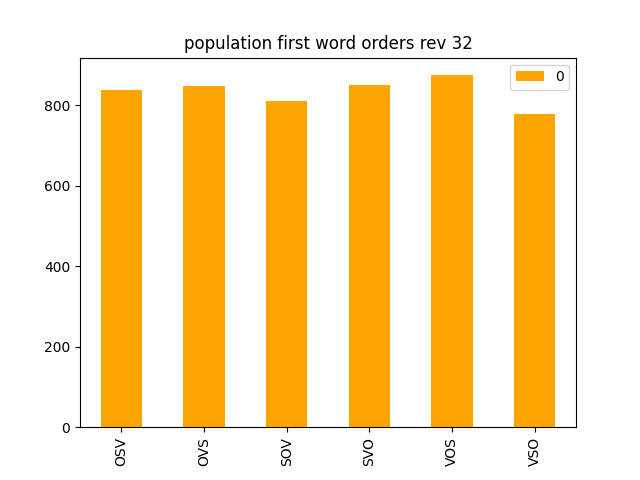 population first word orders rev 32
0
800
600
400
200
0
OSV
OVS
SOV
SVO
VOS
VSO